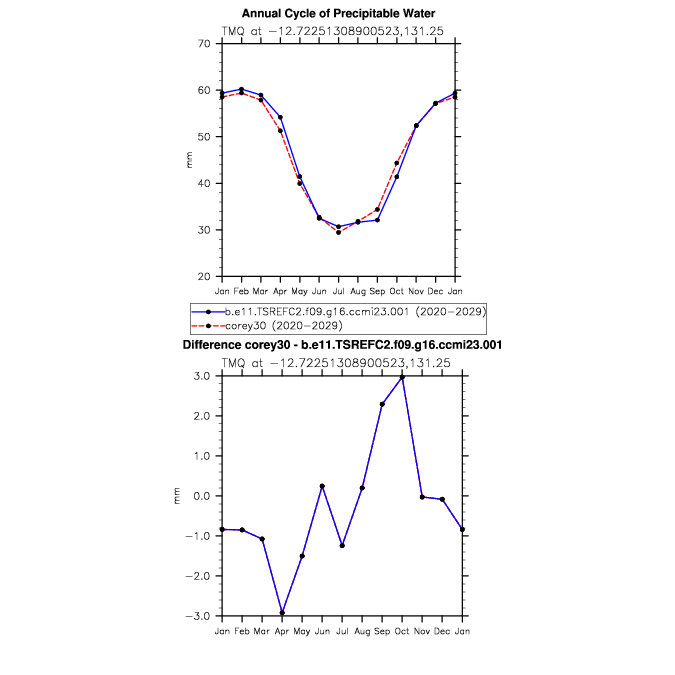 Annual Cycle of Precipitable Water
TMQ at −12.72251308900523,131.25
70
60
50
40
30
20
mm
Jan Feb Mar Apr May Jun Jul Aug Sep Oct Nov Dec Jan
b.e11.TSREFC2.f09.g16.ccmi23.001 (2020−2029)
corey30 (2020−2029)
Difference corey30 - b.e11.TSREFC2.f09.g16.ccmi23.001
TMQ at −12.72251308900523,131.25
3.0
2.0
1.0
0.0
−1.0
−2.0
−3.0
mm
Jan Feb Mar Apr May Jun Jul Aug Sep Oct Nov Dec Jan